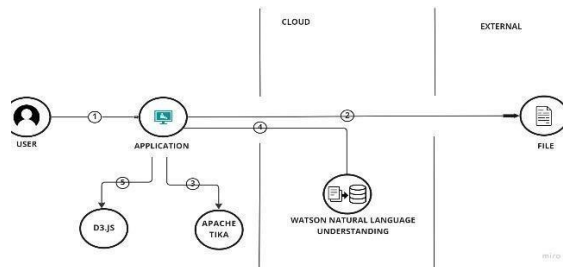 CLOUD
EXTERNAL
1
2
4
USER
APPLICATION
FILE
5
3
D3.JS
APACHE
TIKA
WATSON NATURAL LANGUAGE
UNDERSTANDING
miro